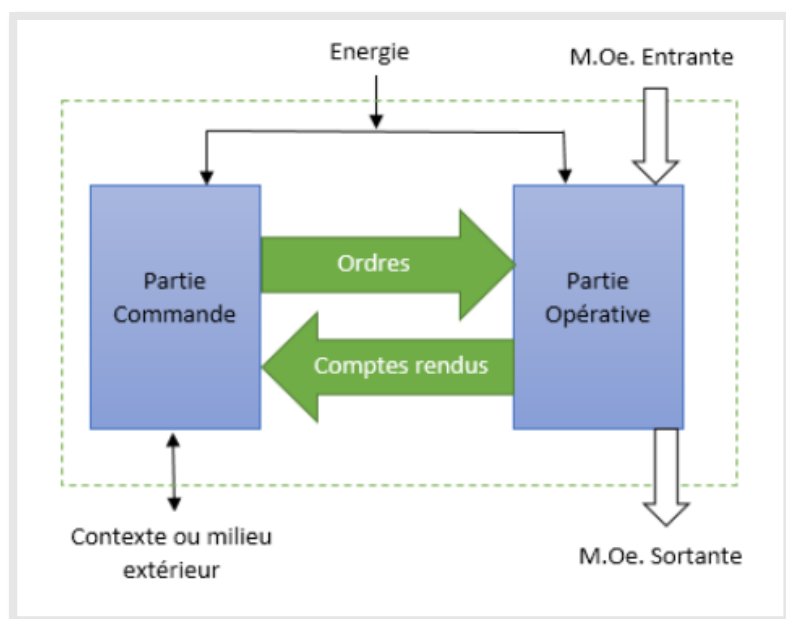 Energie
M.Oe. Entrante
Ordres
Partie
Commande
Partie
Opérative
Comptes rendus
Contexte ou milieu
extérieur
M.Oe. Sortante